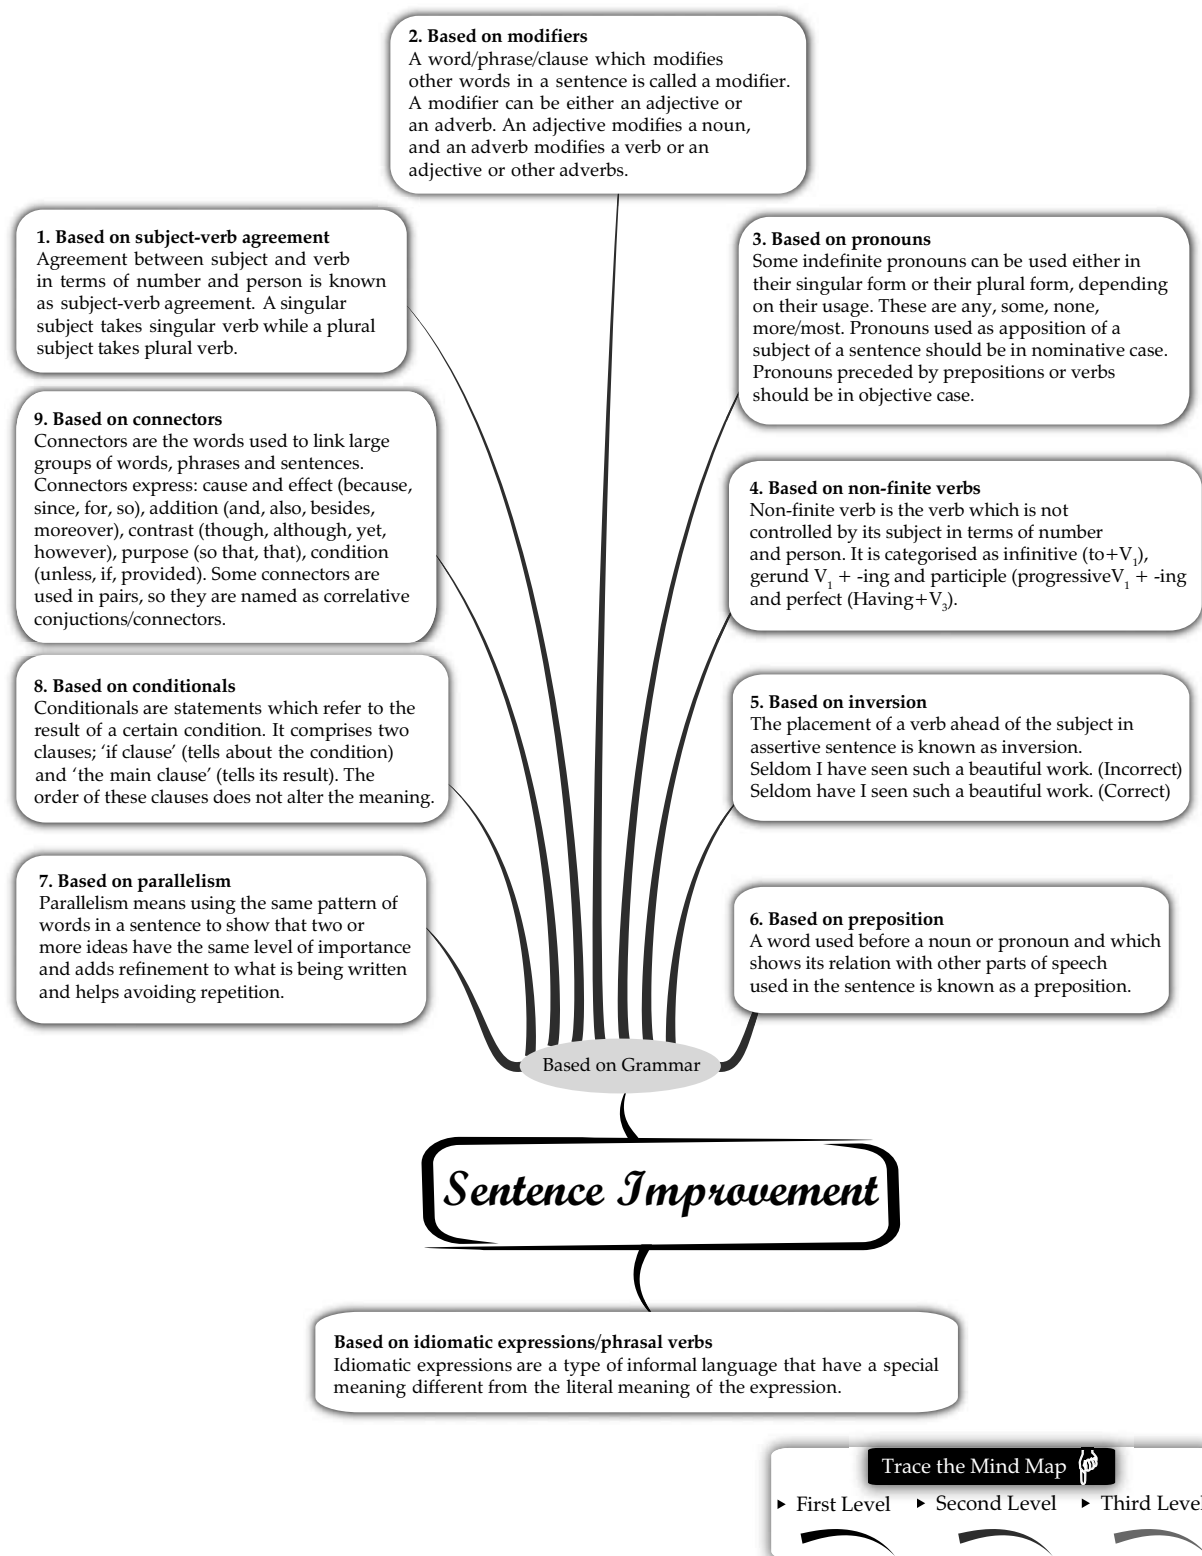 2. Based on modifiers
A word/phrase/clause which modifies
other words in a sentence is called a modifier.
A modifier can be either an adjective or
an adverb. An adjective modifies a noun,
and an adverb modifies a verb or an
adjective or other adverbs.
1. Based on subject-verb agreement
Agreement between subject and verb
in terms of number and person is known
as subject-verb agreement. A singular
subject takes singular verb while a plural
subject takes plural verb.
3. Based on pronouns
Some indefinite pronouns can be used either in
their singular form or their plural form, depending
on their usage. These are any, some, none,
more/most. Pronouns used as apposition of a
subject of a sentence should be in nominative case.
Pronouns preceded by prepositions or verbs
should be in objective case.
9. Based on connectors
Connectors are the words used to link large
groups of words, phrases and sentences.
Connectors express: cause and effect (because,
since, for, so), addition (and, also, besides,
moreover), contrast (though, although, yet,
however), purpose (so that, that), condition
(unless, if, provided). Some connectors are
used in pairs, so they are named as correlative
conjuctions/connectors.
4. Based on non-finite verbs
Non-finite verb is the verb which is not
controlled by its subject in terms of number
and person. It is categorised as infinitive (to+V₁),
gerund V₁ + -ing and participle (progressiveV₁ + -ing
and perfect (Having+V₃).
8. Based on conditionals
Conditionals are statements which refer to the
result of a certain condition. It comprises two
clauses; ‘if clause’ (tells about the condition)
and ‘the main clause’ (tells its result). The
order of these clauses does not alter the meaning.
5. Based on inversion
The placement of a verb ahead of the subject in
assertive sentence is known as inversion.
Seldom I have seen such a beautiful work. (Incorrect)
Seldom have I seen such a beautiful work. (Correct)
7. Based on parallelism
Parallelism means using the same pattern of
words in a sentence to show that two or
more ideas have the same level of importance
and adds refinement to what is being written
and helps avoiding repetition.
6. Based on preposition
A word used before a noun or pronoun and which
shows its relation with other parts of speech
used in the sentence is known as a preposition.
Based on Grammar
Sentence Improvement
Based on idiomatic expressions/phrasal verbs
Idiomatic expressions are a type of informal language that have a special
meaning different from the literal meaning of the expression.
Trace the Mind Map
First Level
Second Level
Third Level